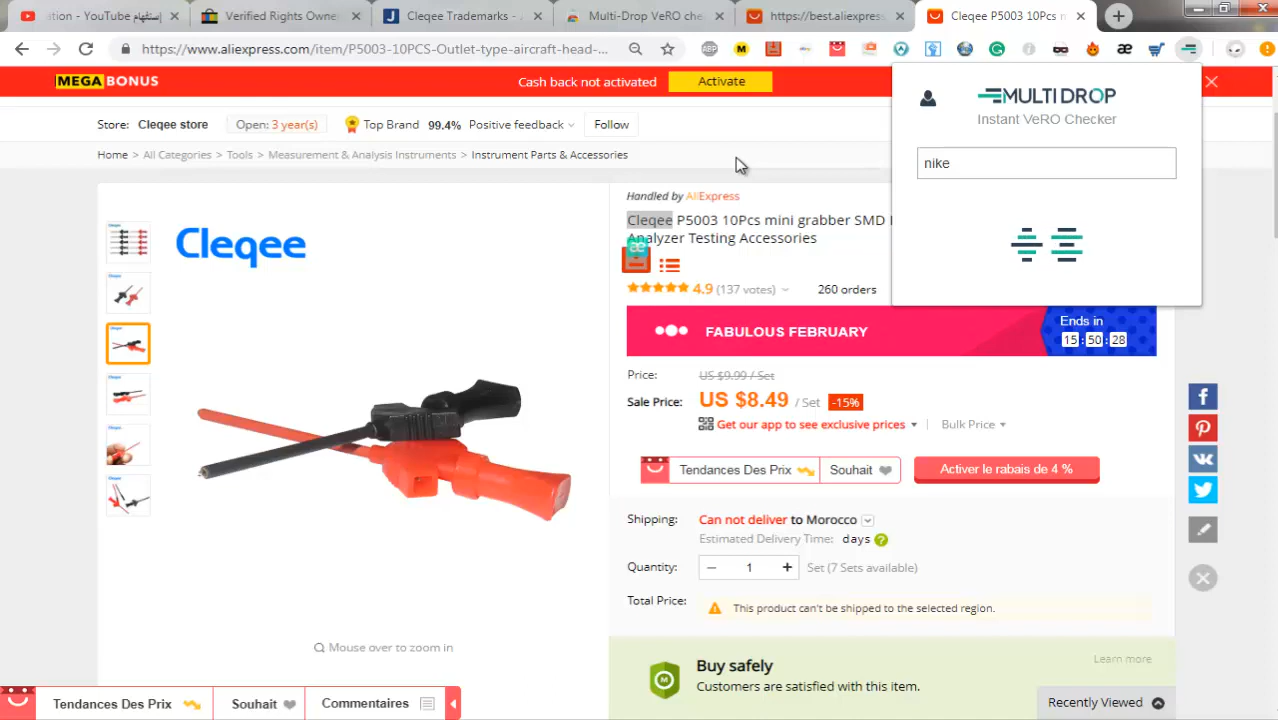 ation - YouTube إستفهام
Verified Rights Owne
Cleqee Trademarks -
Multi-Drop VeRO che
https://best.aliexpress.
Cleqee P5003 10Pcs m
https://www.aliexpress.com/item/P5003-10PCS-Outlet-type-aircraft-head-...
ABP
M
æ
MEGABONUS
Cash back not activated
Activate
MULTIDROP
Instant VeRO Checker
nike
Store: Cleqee store
Open: 3 year(s)
Top Brand 99.4% Positive feedback
Follow
Home > All Categories > Tools > Measurement & Analysis Instruments > Instrument Parts & Accessories
Handled by AliExpress
Cleqee P5003 10Pcs mini grabber SMD
Analyzer Testing Accessories
æ
Cleqee
4.9 (137 votes) 260 orders
FABULOUS FEBRUARY
Ends in
15:50:28
Price: US $9.99 / Set
Sale Price: US $8.49 / Set -15%
Get our app to see exclusive prices
Bulk Price
Tendances Des Prix
Souhait
Activer le rabais de 4 %
Shipping: Can not deliver to Morocco
Estimated Delivery Time: days ?
Quantity: − 1 + Set (7 Sets available)
Total Price: This product can't be shipped to the selected region.
Mouse over to zoom in
Buy safely
Customers are satisfied with this item.
Learn more
Tendances Des Prix
Souhait
Commentaires
Recently Viewed